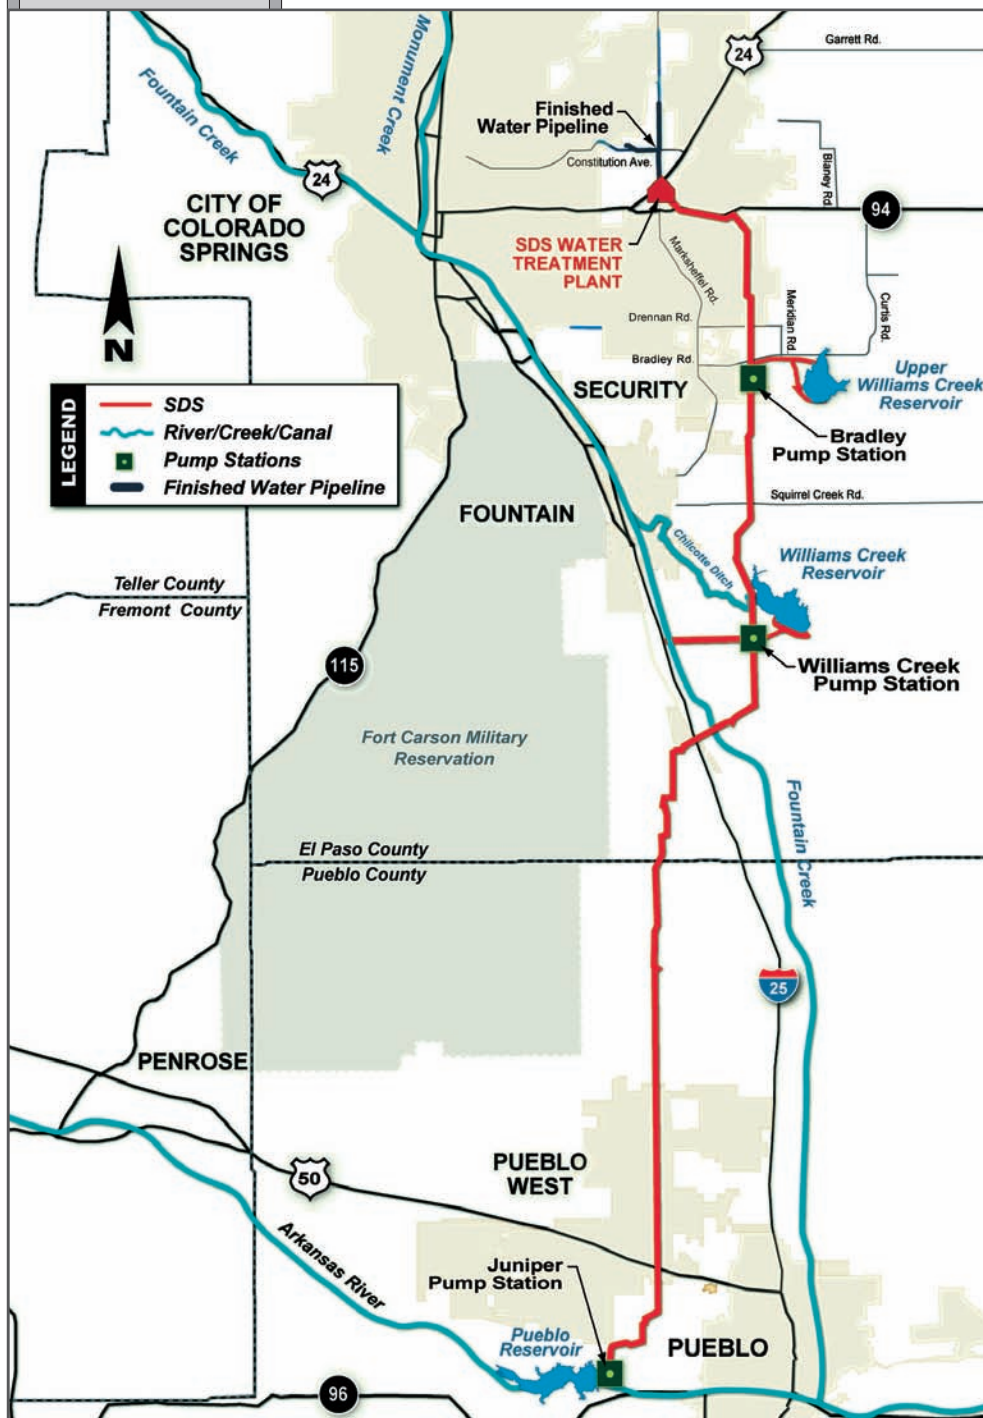 Garrett Rd.
24
Monument Creek
Fountain Creek
Finished
Water Pipeline
Constitution Ave.
Blaney Rd.
24
CITY OF
COLORADO
SPRINGS
94
SDS WATER
TREATMENT
PLANT
Marksheffel Rd.
N
Drennan Rd.
Meridian Rd.
Curtis Rd.
Bradley Rd.
SECURITY
Upper
Williams Creek
Reservoir
LEGEND
SDS
River/Creek/Canal
Pump Stations
Finished Water Pipeline
Bradley
Pump Station
Squirrel Creek Rd.
FOUNTAIN
Chilcotte Ditch
Williams Creek
Reservoir
Teller County
Fremont County
115
Williams Creek
Pump Station
Fort Carson Military
Reservation
Fountain Creek
El Paso County
Pueblo County
25
PENROSE
PUEBLO
WEST
50
Arkansas River
Juniper
Pump Station
Pueblo
Reservoir
PUEBLO
96